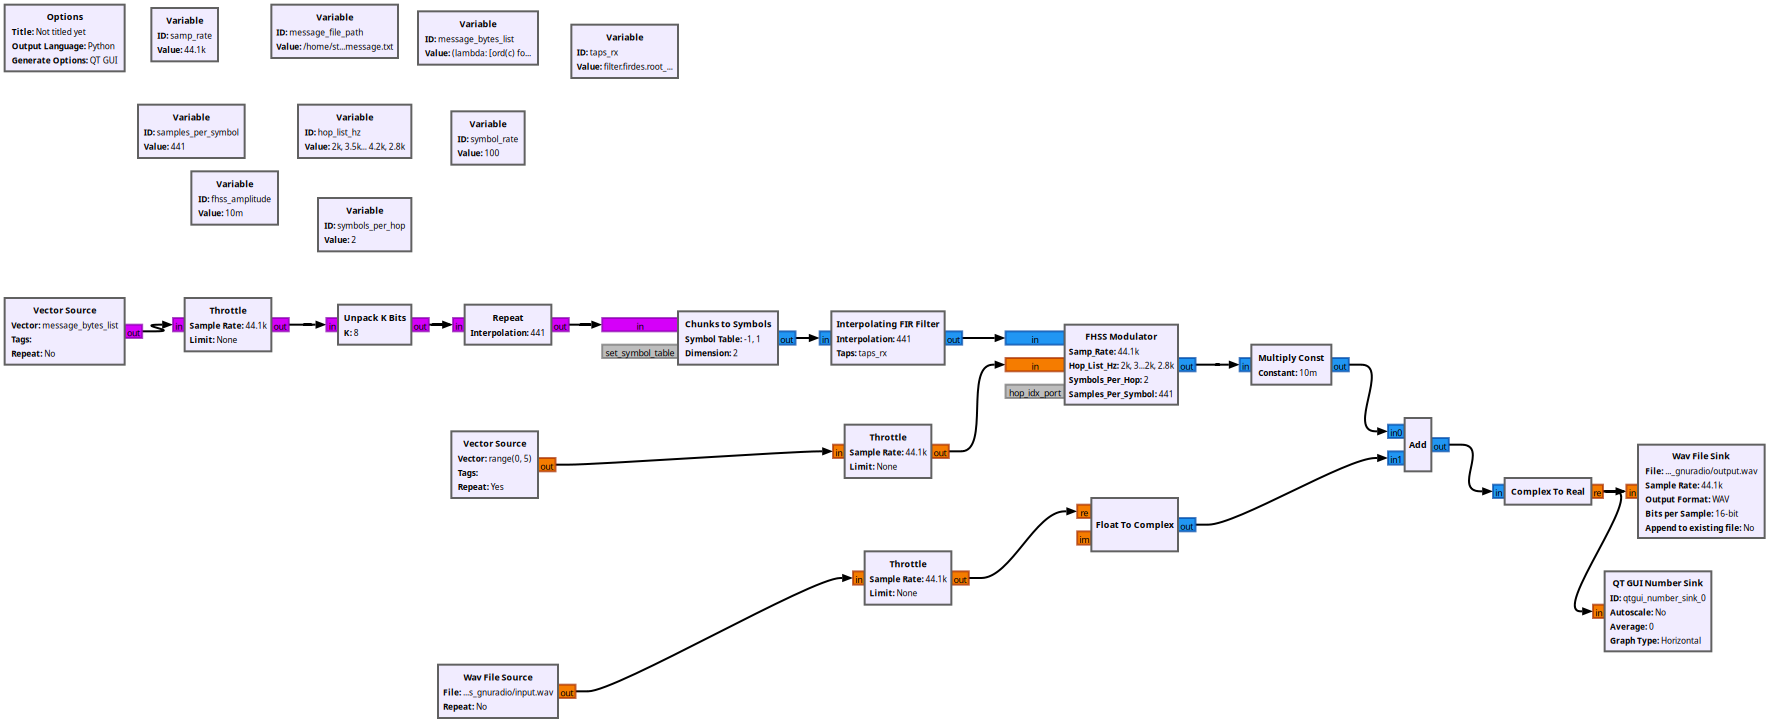 Options
Title: Not titled yet
Output Language: Python
Generate Options: QT GUI
Variable
ID: samp_rate
Value: 44.1k
Variable
ID: message_file_path
Value: /home/st...message.txt
Variable
ID: message_bytes_list
Value: (lambda: [ord(c) fo...
Variable
ID: taps_rx
Value: filter.firdes.root_...
Variable
ID: samples_per_symbol
Value: 441
Variable
ID: hop_list_hz
Value: 2k, 3.5k... 4.2k, 2.8k
Variable
ID: symbol_rate
Value: 100
Variable
ID: fhss_amplitude
Value: 10m
Variable
ID: symbols_per_hop
Value: 2
Vector Source
Vector: message_bytes_list
Tags:
Repeat: No
out
in
Throttle
Sample Rate: 44.1k
Limit: None
out
in
Unpack K Bits
K: 8
out
in
Repeat
Interpolation: 441
out
in
set_symbol_table
Chunks to Symbols
Symbol Table: -1, 1
Dimension: 2
out
in
Interpolating FIR Filter
Interpolation: 441
Taps: taps_rx
out
in
in
hop_idx_port
FHSS Modulator
Samp_Rate: 44.1k
Hop_List_Hz: 2k, 3...2k, 2.8k
Symbols_Per_Hop: 2
Samples_Per_Symbol: 441
out
in
Multiply Const
Constant: 10m
out
Vector Source
Vector: range(0, 5)
Tags:
Repeat: Yes
out
in
Throttle
Sample Rate: 44.1k
Limit: None
out
in0
in1
Add
out
in
Complex To Real
re
in
Wav File Sink
File: ..._gnuradio/output.wav
Sample Rate: 44.1k
Output Format: WAV
Bits per Sample: 16-bit
Append to existing file: No
re
im
Float To Complex
out
in
Throttle
Sample Rate: 44.1k
Limit: None
out
in
QT GUI Number Sink
ID: qtgui_number_sink_0
Autoscale: No
Average: 0
Graph Type: Horizontal
Wav File Source
File: ...s_gnuradio/input.wav
Repeat: No
out